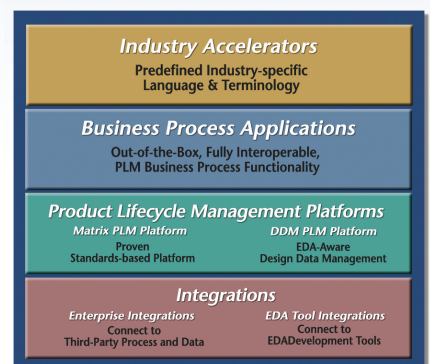 Industry Accelerators
Predefined Industry-specific
Language & Terminology
Business Process Applications
Out-of-the-Box, Fully Interoperable,
PLM Business Process Functionality
Product Lifecycle Management Platforms
Matrix PLM Platform
Proven
Standards-based Platform
DDM PLM Platform
EDA-Aware
Design Data Management
Integrations
Enterprise Integrations
Connect to
Third-Party Process and Data
EDA Tool Integrations
Connect to
EDADevelopment Tools